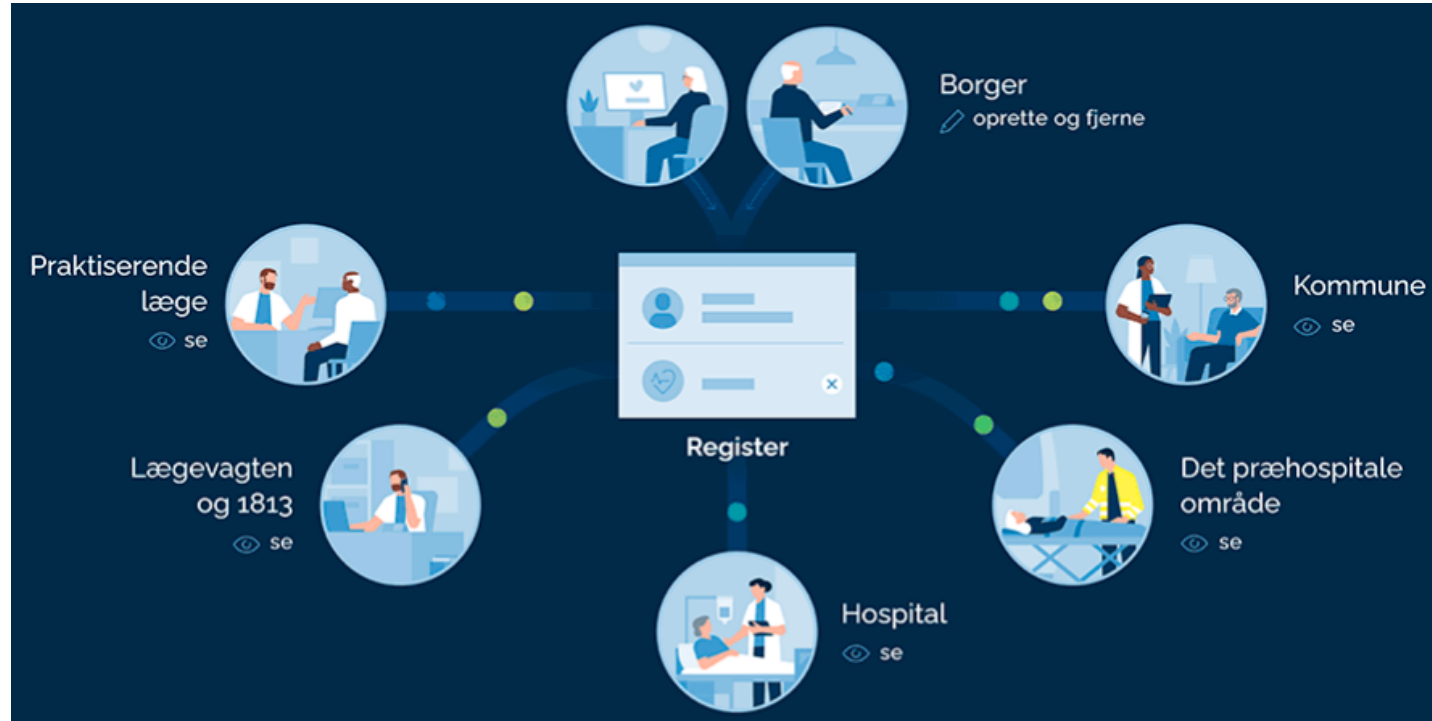 Borger
oprette og fjerne
Praktiserende
læge
se
Kommune
se
Register
Lægevagten
og 1813
se
Det præhospitale
område
se
Hospital
se